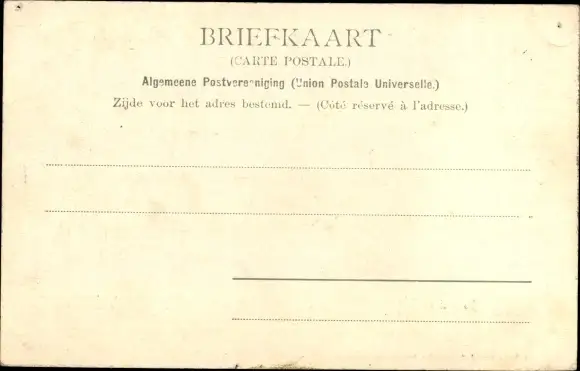 BRIEFKAART
(CARTE POSTALE.)
Algemeene Postvereeniging (Union Postale Universelle.)
Zijde voor het adres bestemd. — (Côté réservé à l'adresse.)